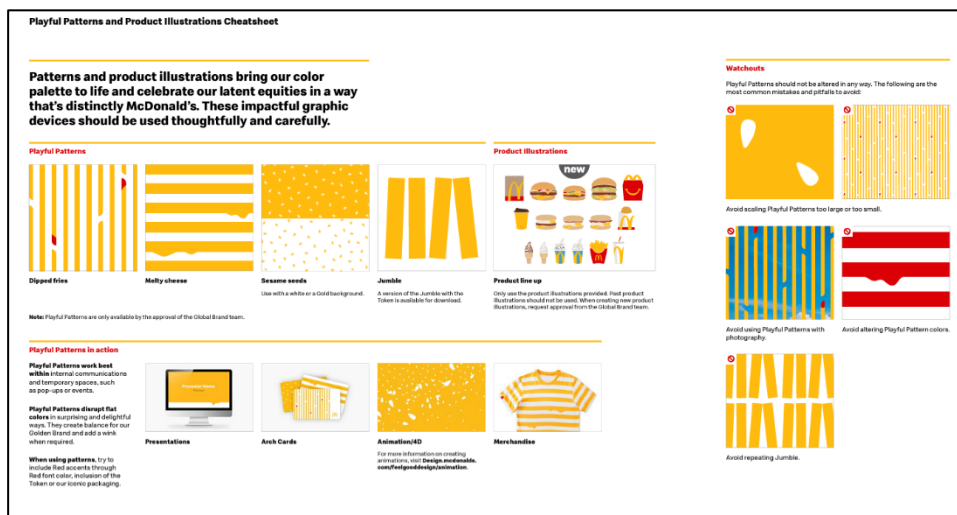 Playful Patterns and Product Illustrations Cheatsheet
Patterns and product illustrations bring our color
palette to life and celebrate our latent equities in a way
that's distinctly McDonald's. These impactful graphic
devices should be used thoughtfully and carefully.
Playful Patterns
Dipped fries
Melty cheese
Sesame seeds
Use with a white or a Gold background.
Jumble
A version of the Jumble with the
Token is available for download.
Note: Playful Patterns are only available by the approval of the Global Brand team.
Product Illustrations
new
Product line up
Only use the product illustrations provided. Past product
illustrations should not be used. When creating new product
illustrations, request approval from the Global Brand team.
Playful Patterns in action
Playful Patterns work best
within internal communications
and temporary spaces, such
as pop-ups or events.
Playful Patterns disrupt flat
colors in surprising and delightful
ways. They create balance for our
Golden Brand and add a wink
when required.
When using patterns, try to
include Red accents through
Red font color, inclusion of the
Token or our iconic packaging.
Presentations
Arch Cards
Animation/4D
For more information on creating
animations, visit Design.mcdonalds.
com/feelgooddesign/animation.
Merchandise
Watchouts
Playful Patterns should not be altered in any way. The following are the
most common mistakes and pitfalls to avoid:
Avoid scaling Playful Patterns too large or too small.
Avoid using Playful Patterns with
photography.
Avoid altering Playful Pattern colors.
Avoid repeating Jumble.